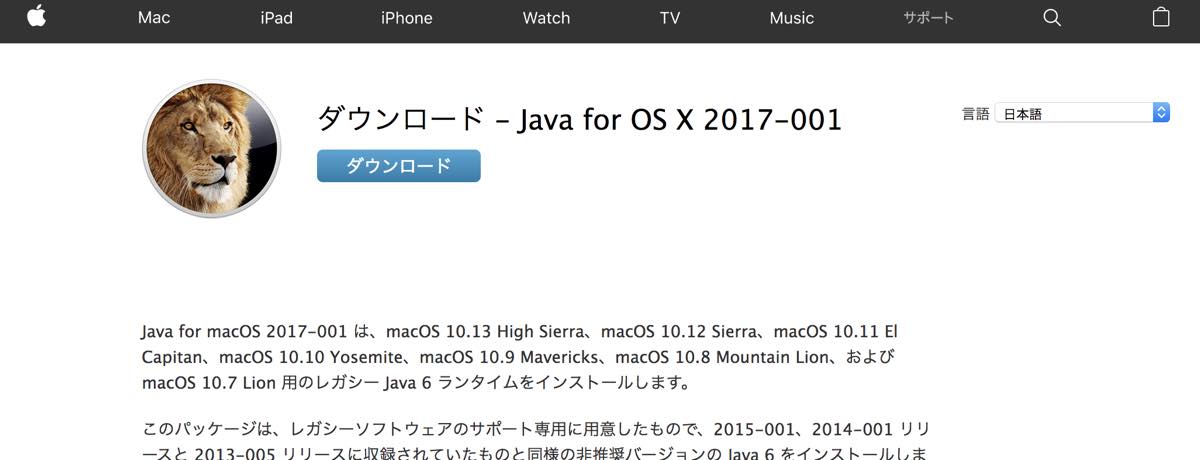 Mac iPad iPhone Watch TV Music サポート
ダウンロード – Java for OS X 2017-001
ダウンロード
言語 日本語
Java for macOS 2017-001 は、macOS 10.13 High Sierra、macOS 10.12 Sierra、macOS 10.11 El
Capitan、macOS 10.10 Yosemite、macOS 10.9 Mavericks、macOS 10.8 Mountain Lion、および
macOS 10.7 Lion 用のレガシー Java 6 ランタイムをインストールします。
このパッケージは、レガシーソフトウェアのサポート専用に用意したもので、2015-001、2014-001 リリ
ースと 2013-005 リリースに収録されていたものと同様の非推奨バージョンの Java 6 をインストールしま